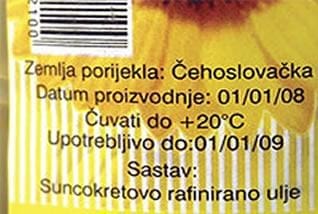 2100
Zemlja porijekla: Čehoslovačka
Datum proizvodnje: 01/01/08
Čuvati do +20°C
Upotrebljivo do:01/01/09
Sastav:
Suncokretovo rafinirano ulje